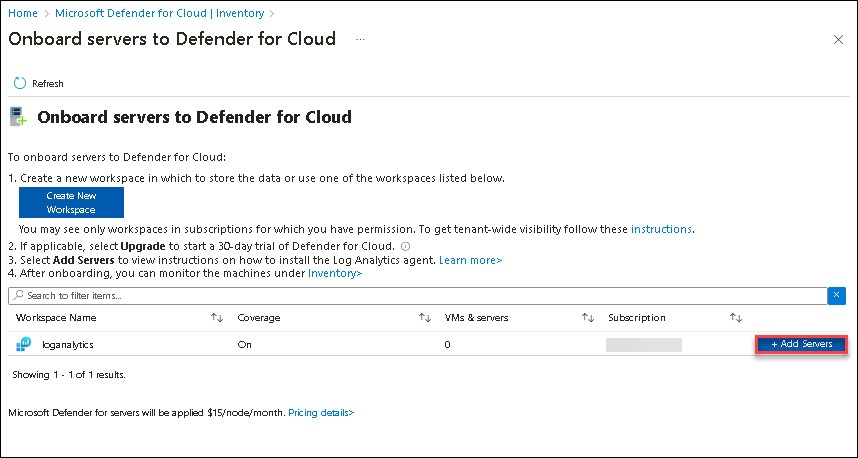 Home > Microsoft Defender for Cloud | Inventory >
Onboard servers to Defender for Cloud ...
Refresh
Onboard servers to Defender for Cloud
To onboard servers to Defender for Cloud:
1. Create a new workspace in which to store the data or use one of the workspaces listed below.
Create New
Workspace
You may see only workspaces in subscriptions for which you have permission. To get tenant-wide visibility follow these instructions.
2. If applicable, select Upgrade to start a 30-day trial of Defender for Cloud.
3. Select Add Servers to view instructions on how to install the Log Analytics agent. Learn more>
4. After onboarding, you can monitor the machines under Inventory>
Search to filter items...
Workspace Name Coverage VMs & servers Subscription
loganalytics On 0 + Add Servers
Showing 1 - 1 of 1 results.
Microsoft Defender for servers will be applied $15/node/month. Pricing details>